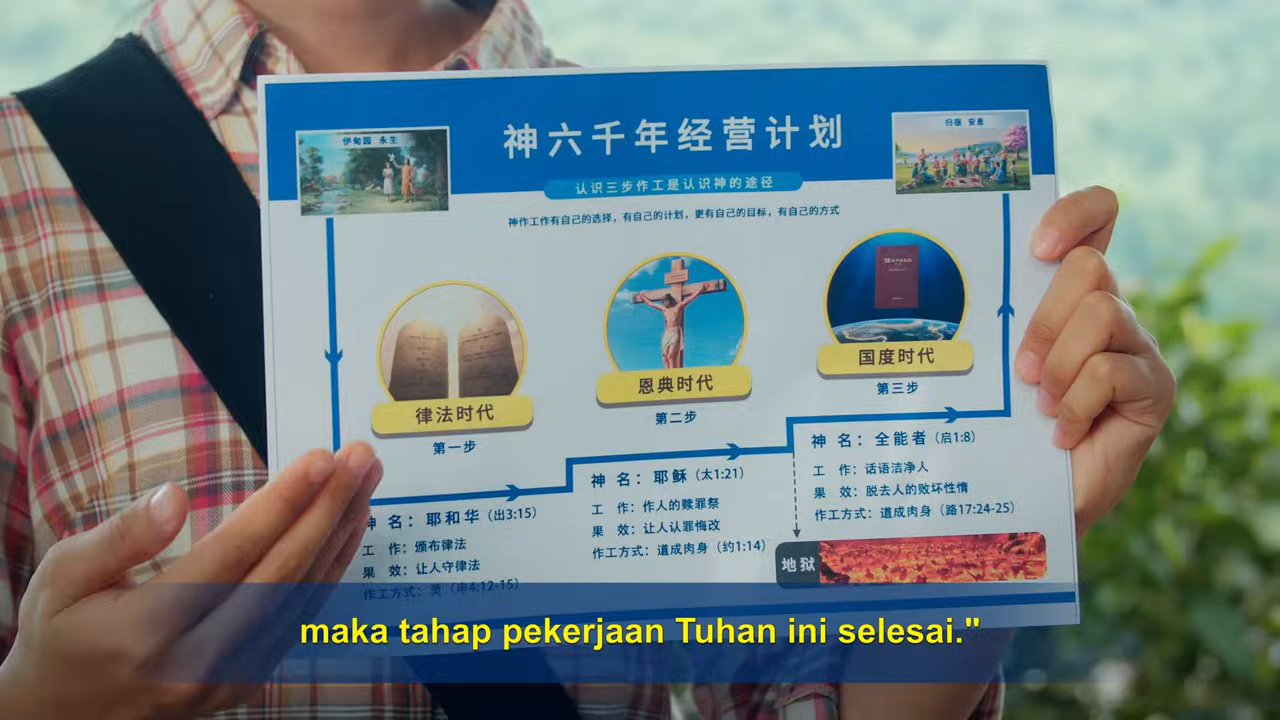 神六千年经营计划
伊甸园 永生
归宿 安息
认识三步作工是认识神的途径
神作工作有自己的选择，有自己的计划，更有自己的目标，有自己的方式
律法时代
第一步
恩典时代
第二步
国度时代
第三步
神 名：耶和华（出3:15）
工 作：颁布律法
果 效：让人守律法
作工方式：灵（申4:12-15）
神 名：耶稣（太1:21）
工 作：作人的赎罪祭
果 效：让人认罪悔改
作工方式：道成肉身（约1:14）
神 名：全能者（启1:8）
工 作：话语洁净人
果 效：脱去人的败坏性情
作工方式：道成肉身（路17:24-25）
地狱
maka tahap pekerjaan Tuhan ini selesai."